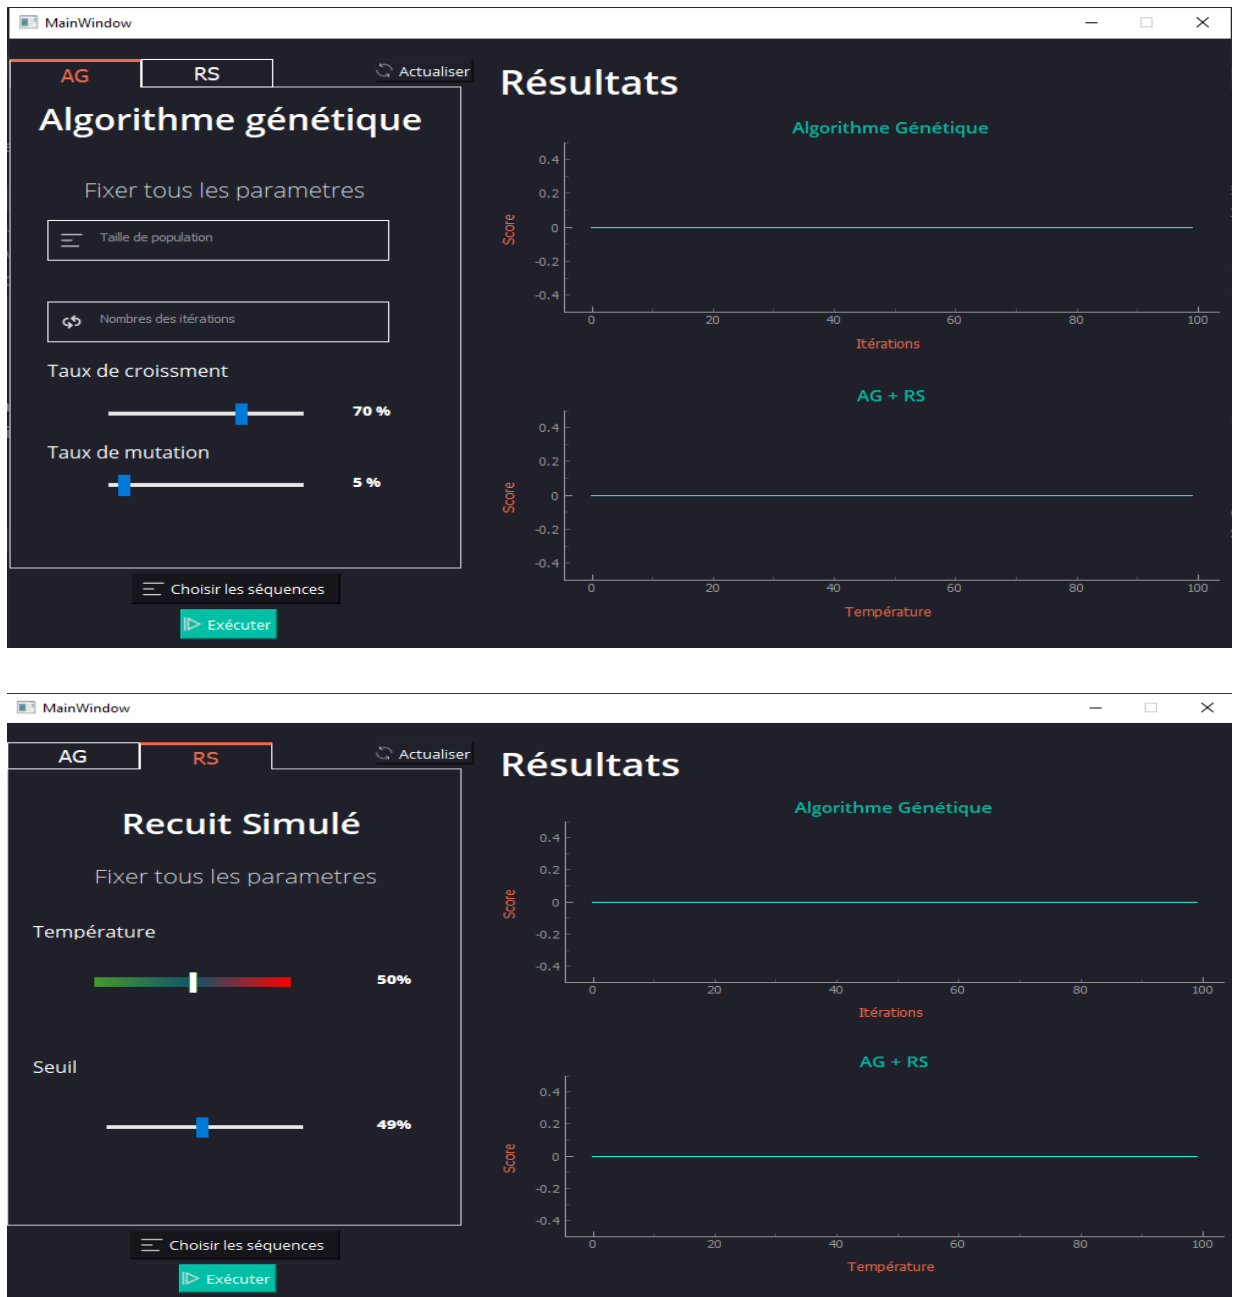 MainWindow
AG
RS
Actualiser
Algorithme génétique
Fixer tous les parametres
Taille de population
Nombres des itérations
Taux de croissment
70 %
Taux de mutation
5 %
Choisir les séquences
Exécuter
Résultats
Algorithme Génétique
Score
0.4
0.2
0
-0.2
-0.4
0 20 40 60 80 100
Itérations
AG + RS
Score
0.4
0.2
0
-0.2
-0.4
0 20 40 60 80 100
Température
MainWindow
AG
RS
Actualiser
Recuit Simulé
Fixer tous les parametres
Température
50%
Seuil
49%
Choisir les séquences
Exécuter
Résultats
Algorithme Génétique
Score
0.4
0.2
0
-0.2
-0.4
0 20 40 60 80 100
Itérations
AG + RS
Score
0.4
0.2
0
-0.2
-0.4
0 20 40 60 80 100
Température